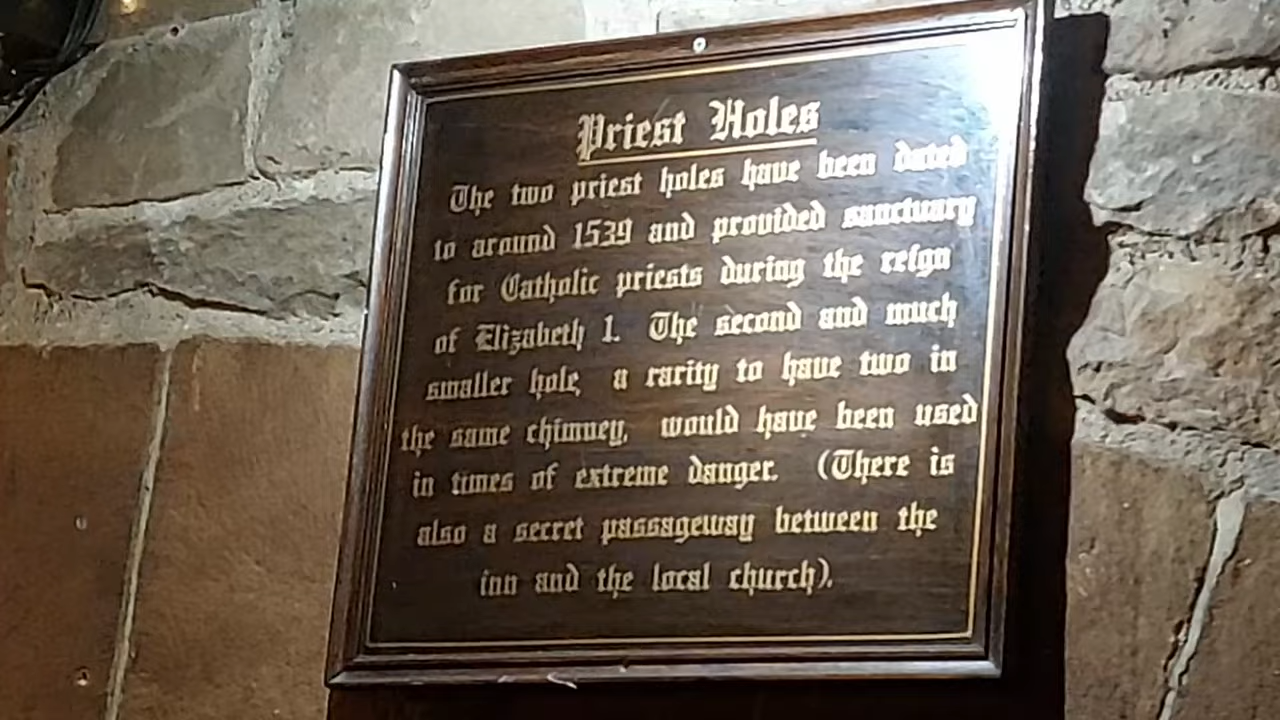 Priest Holes
The two priest holes have been dated
to around 1539 and provided sanctuary
for Catholic priests during the reign
of Elizabeth 1. The second and much
smaller hole, a rarity to have two in
the same chimney, would have been used
in times of extreme danger. (There is
also a secret passageway between the
inn and the local church).